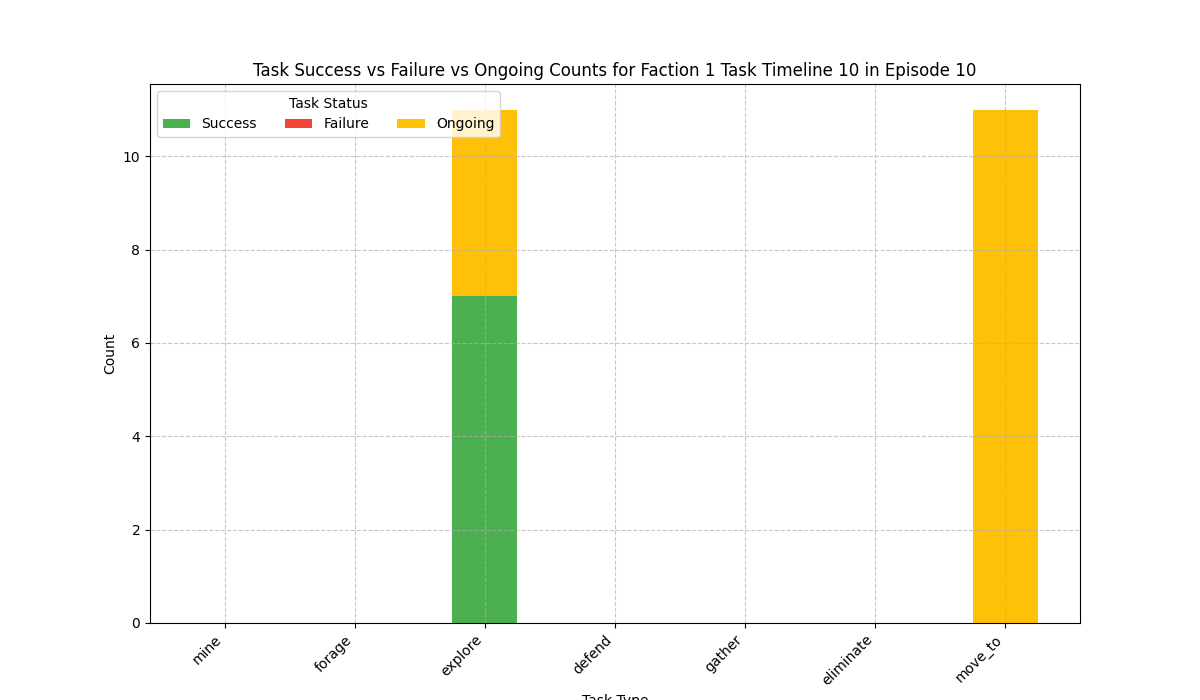 Task Success vs Failure vs Ongoing Counts for Faction 1 Task Timeline 10 in Episode 10
Task Status
Success Failure Ongoing
Count
10
8
6
4
2
0
mine forage explore defend gather eliminate move_to
Task Type